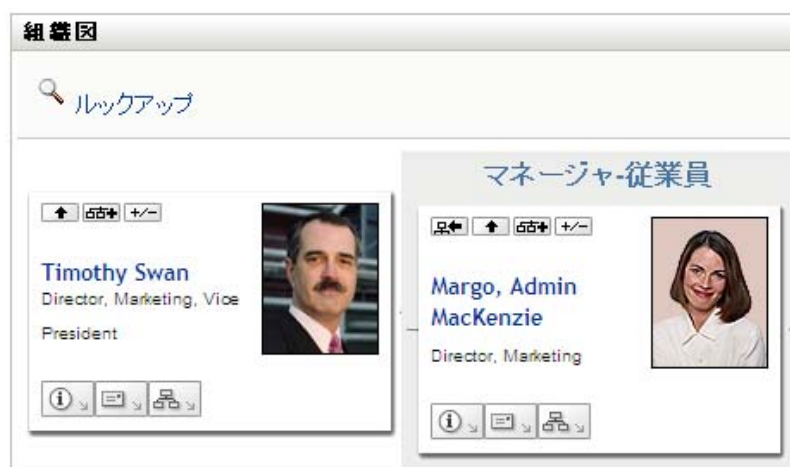 組織図
ルックアップ
マネージャ-従業員
+/-
Timothy Swan
Director, Marketing, Vice
President
+/-
Margo, Admin
MacKenzie
Director, Marketing